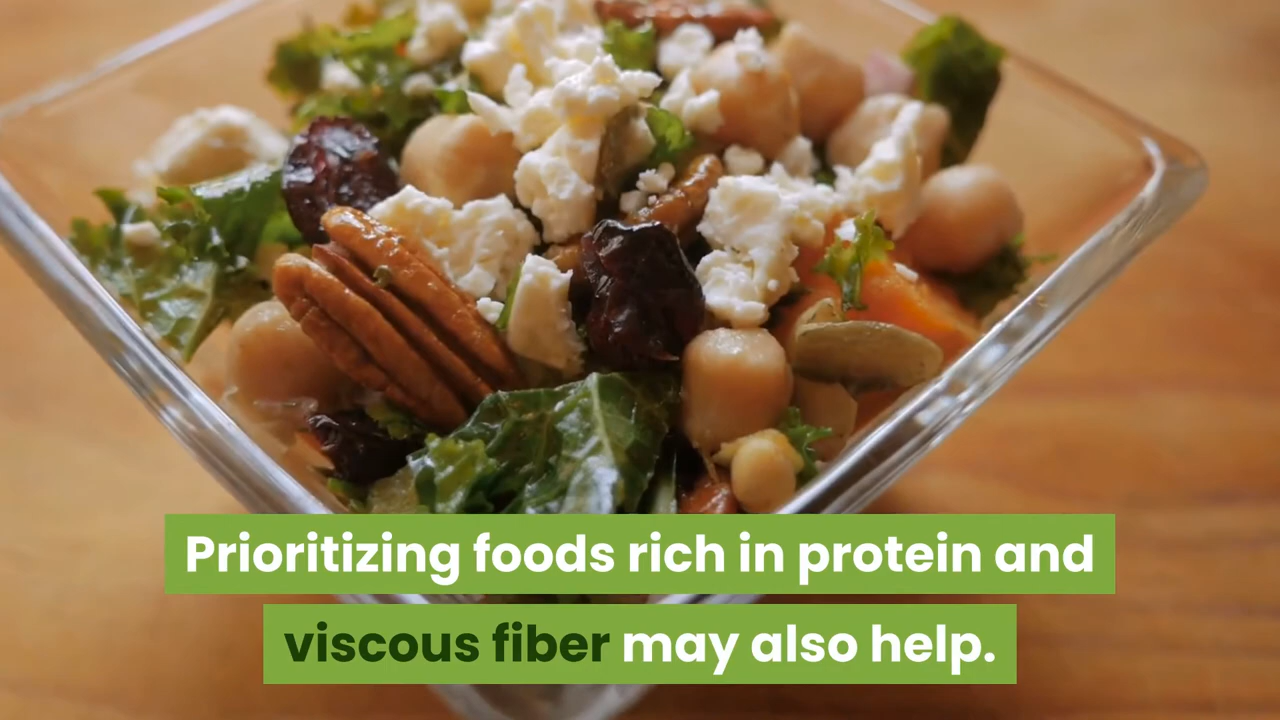 Prioritizing foods rich in protein and
viscous fiber may also help.